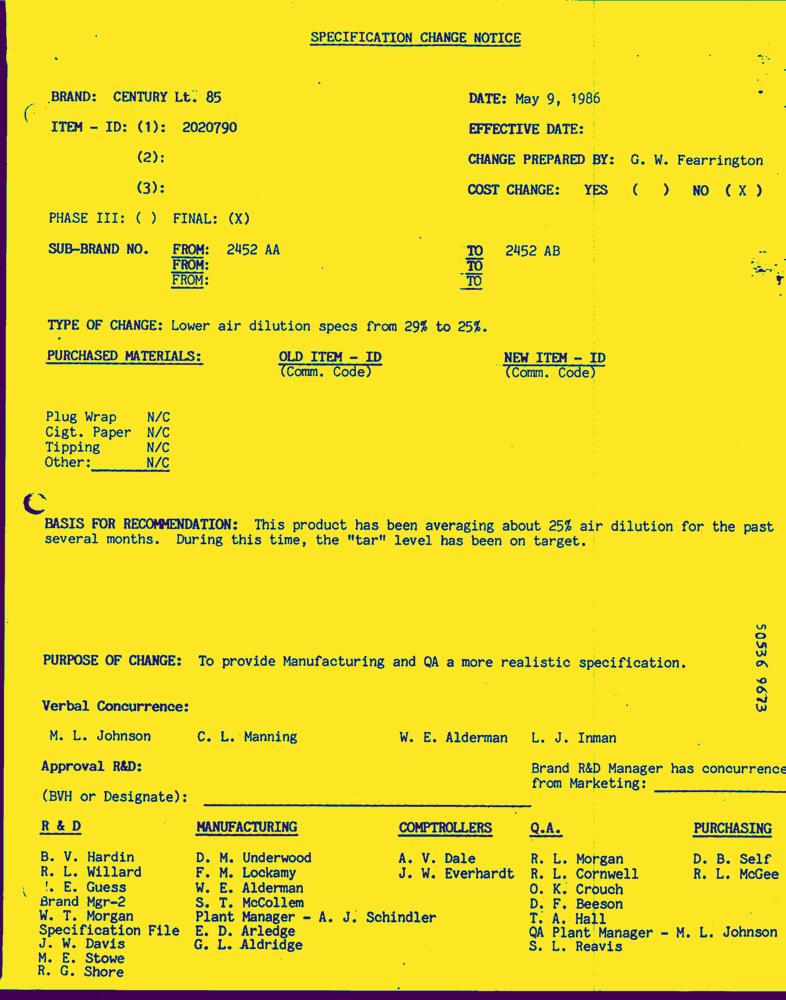 SPECIFICATION CHANGE NOTICE
BRAND: CENTURY Lt. 85 DATE: May 9, 1986
ITEM - ID: (1): 2020790 EFFECTIVE DATE:
(2): CHANGE PREPARED BY: G. W. Fearrington
(3): COST CHANGE: YES ( ) NO ( X )
PHASE III: ( ) FINAL: (X)
SUB-BRAND NO. FROM: 2452 AA TO 2452 AB
FROM: TO
FROM: TO
TYPE OF CHANGE: Lower air dilution specs from 29% to 25%.
PURCHASED MATERIALS: OLD ITEM - ID NEW ITEM - ID
(Comm. Code) (Comm. Code)
Plug Wrap N/C
Cigt. Paper N/C
Tipping N/C
Other: N/C
BASIS FOR RECOMMENDATION: This product has been averaging about 25% air dilution for the past
several months. During this time, the "tar" level has been on target.
PURPOSE OF CHANGE: To provide Manufacturing and QA a more realistic specification.
50536 9673
Verbal Concurrence:
M. L. Johnson C. L. Manning W. E. Alderman L. J. Inman
Approval R&D: Brand R&D Manager has concurrence
(BVH or Designate): from Marketing:
R & D MANUFACTURING COMPTROLLERS Q.A. PURCHASING
B. V. Hardin D. M. Underwood A. V. Dale R. L. Morgan D. B. Self
R. L. Willard F. M. Lockamy J. W. Everhardt R. L. Cornwell R. L. McGee
E. Guess W. E. Alderman O. K. Crouch
Brand Mgr-2 S. T. McCollem D. F. Beeson
W. T. Morgan Plant Manager - A. J. Schindler T. A. Hall
Specification File E. D. Arledge QA Plant Manager - M. L. Johnson
J. W. Davis G. L. Aldridge S. L. Reavis
M. E. Stowe
R. G. Shore